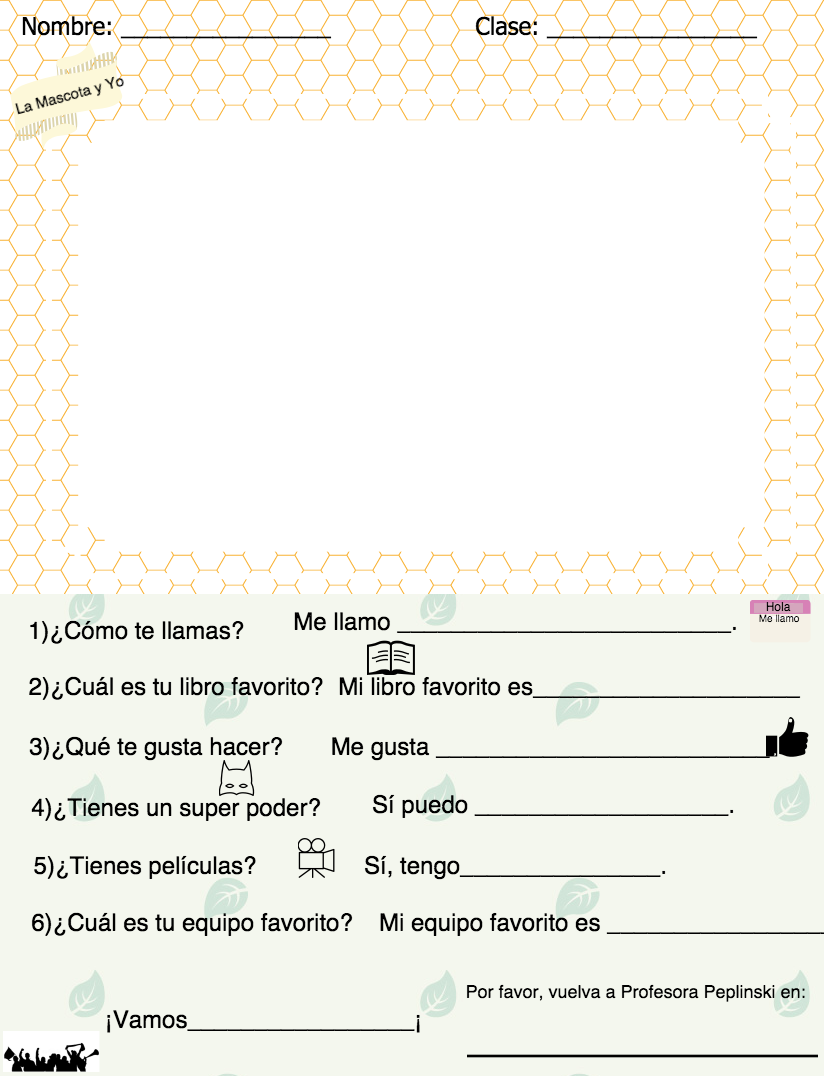 Nombre: ________________ Clase: ________________
La Mascota y Yo
Hola
Me llamo
1)¿Cómo te llamas? Me llamo _________________________.
2)¿Cuál es tu libro favorito? Mi libro favorito es____________________
3)¿Qué te gusta hacer? Me gusta _________________________
4)¿Tienes un super poder? Sí puedo ___________________.
5)¿Tienes películas? Sí, tengo_______________.
6)¿Cuál es tu equipo favorito? Mi equipo favorito es ________________
Por favor, vuelva a Profesora Peplinski en:
¡Vamos_________________¡